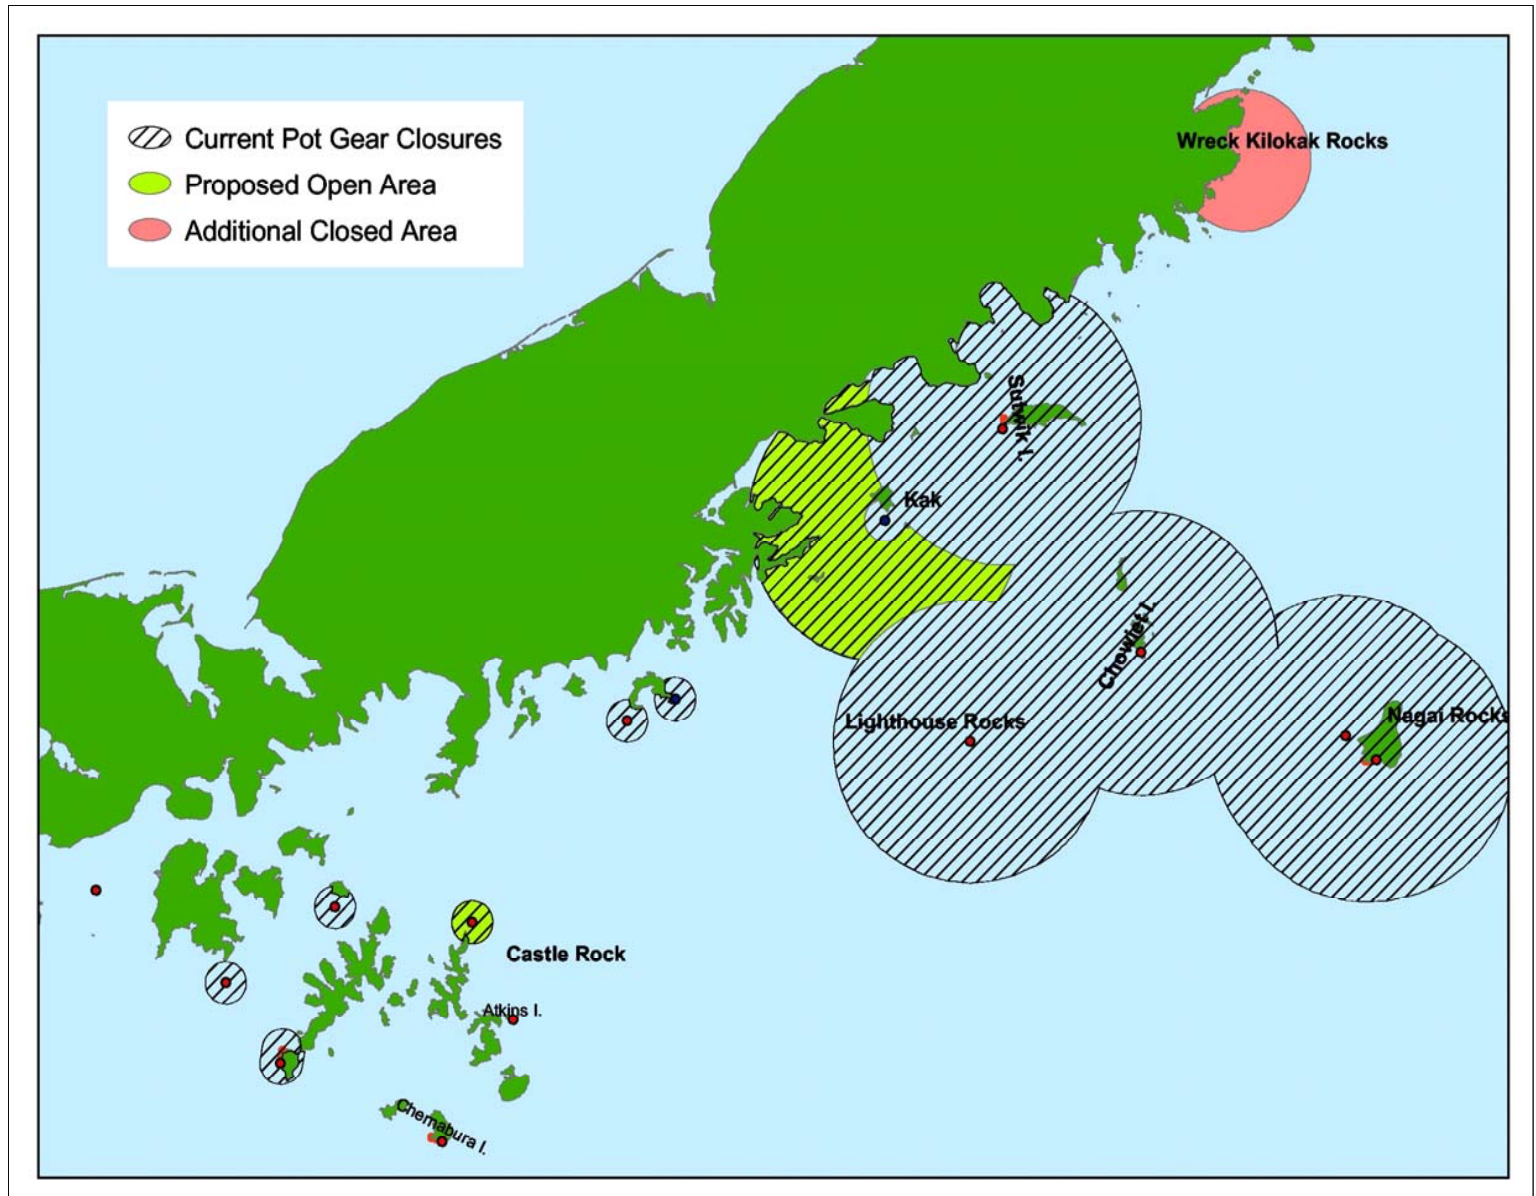 Current Pot Gear Closures
Proposed Open Area
Additional Closed Area
Wreck Kilokak Rocks
Sutwik I.
Kak
Chowiet I.
Lighthouse Rocks
Nagai Rocks
Castle Rock
Atkins I.
Chernabura I.